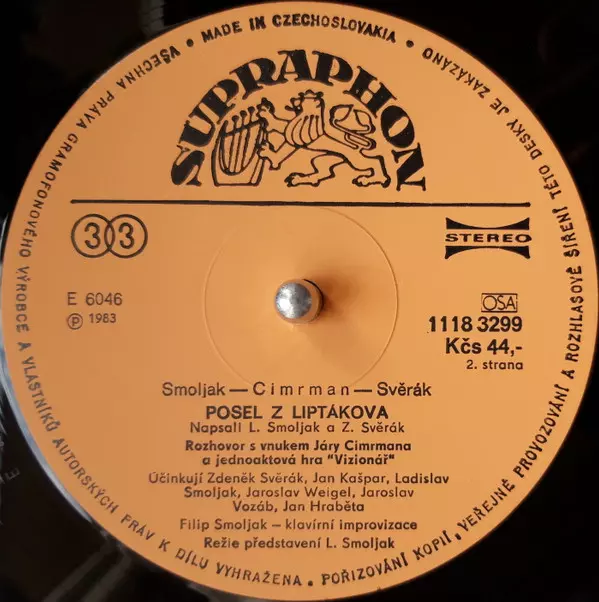 VŠECHNA PRÁVA GRAMOFONOVÉHO VÝROBCE A VLASTNÍKŮ AUTORSKÝCH PRÁV K DÍLU VYHRAŽENA. POŘIZOVÁNÍ KOPIÍ, VEŘEJNÉ PROVOZOVÁNÍ A ROZHLASOVÉ ŠÍŘENÍ TÉTO DESKY JE ZAKÁZÁNO • MADE IN CZECHOSLOVAKIA •
SUPRAPHON
33
STEREO
E 6046
Ⓟ 1983
OSA
1118 3299
Kčs 44,-
2. strana
Smoljak — Cimrman — Svěrák
POSEL Z LIPTÁKOVA
Napsali L. Smoljak a Z. Svěrák
Rozhovor s vnukem Járy Cimrmana
a jednoaktová hra "Vizionář"
Účinkují Zdeněk Svěrák, Jan Kašpar, Ladislav
Smoljak, Jaroslav Weigel, Jaroslav
Vozáb, Jan Hraběta
Filip Smoljak – klavírní improvizace
Režie představení L. Smoljak